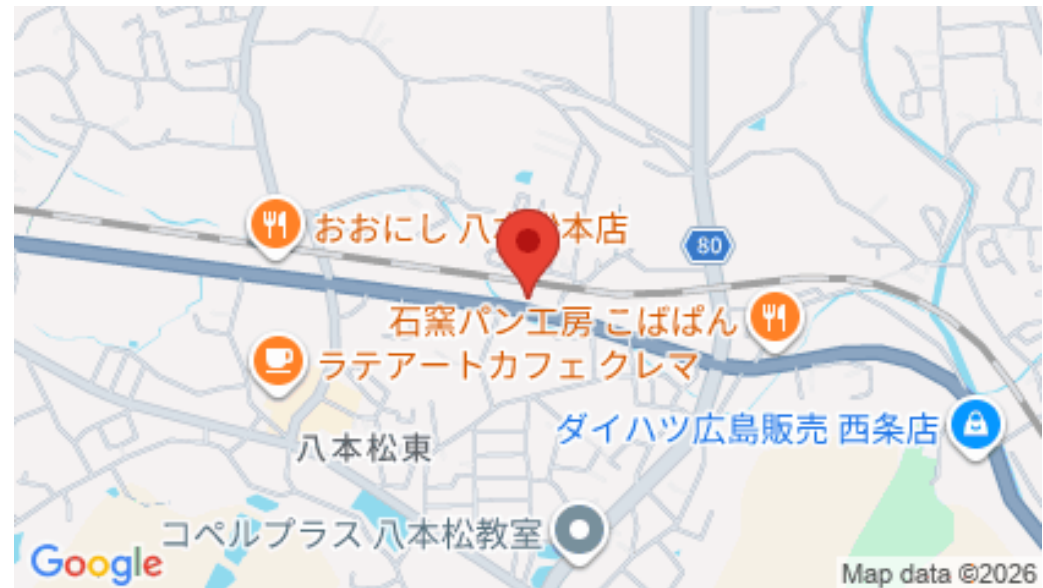 おおにし 八本松本店
80
石窯パン工房 こばぱん
ラテアートカフェ クレマ
ダイハツ広島販売 西条店
八本松東
コペルプラス 八本松教室
Google
Map data ©2026